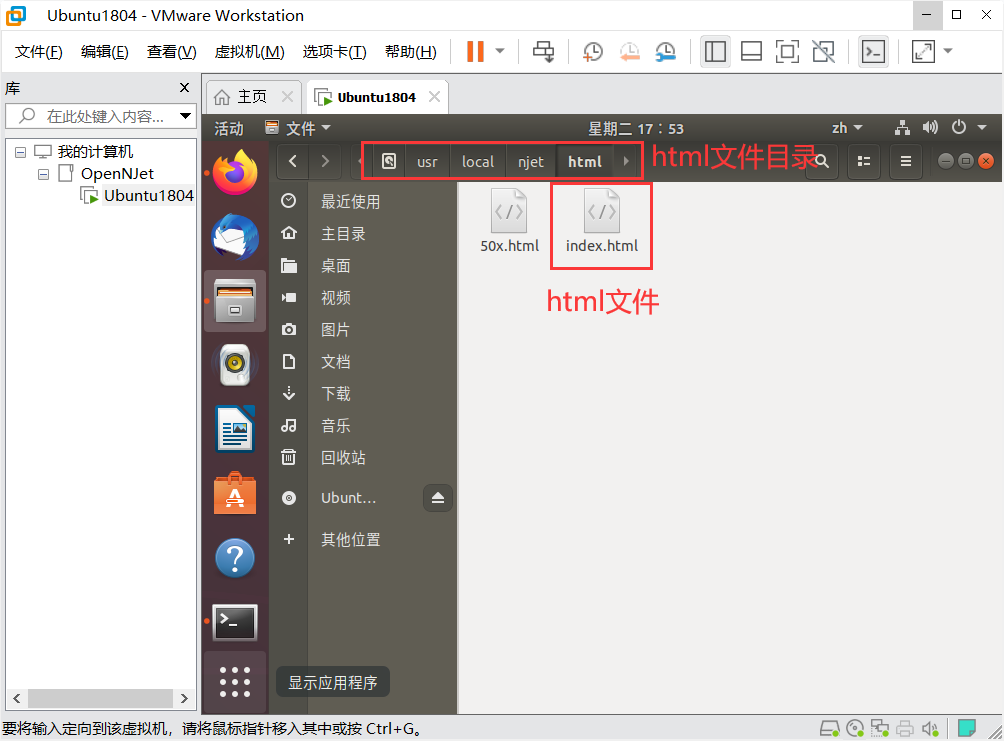 Ubuntu1804 - VMware Workstation
文件(F) 编辑(E) 查看(V) 虚拟机(M) 选项卡(T) 帮助(H)
库
在此处键入内容...
我的计算机
OpenNJet
Ubuntu1804
主页
Ubuntu1804
活动 文件 星期二 17：53 zh
usr local njet html
html文件目录
最近使用
主目录
桌面
视频
图片
文档
下载
音乐
回收站
Ubunt...
其他位置
50x.html
index.html
html文件
显示应用程序
要将输入定向到该虚拟机，请将鼠标指针移入其中或按 Ctrl+G。